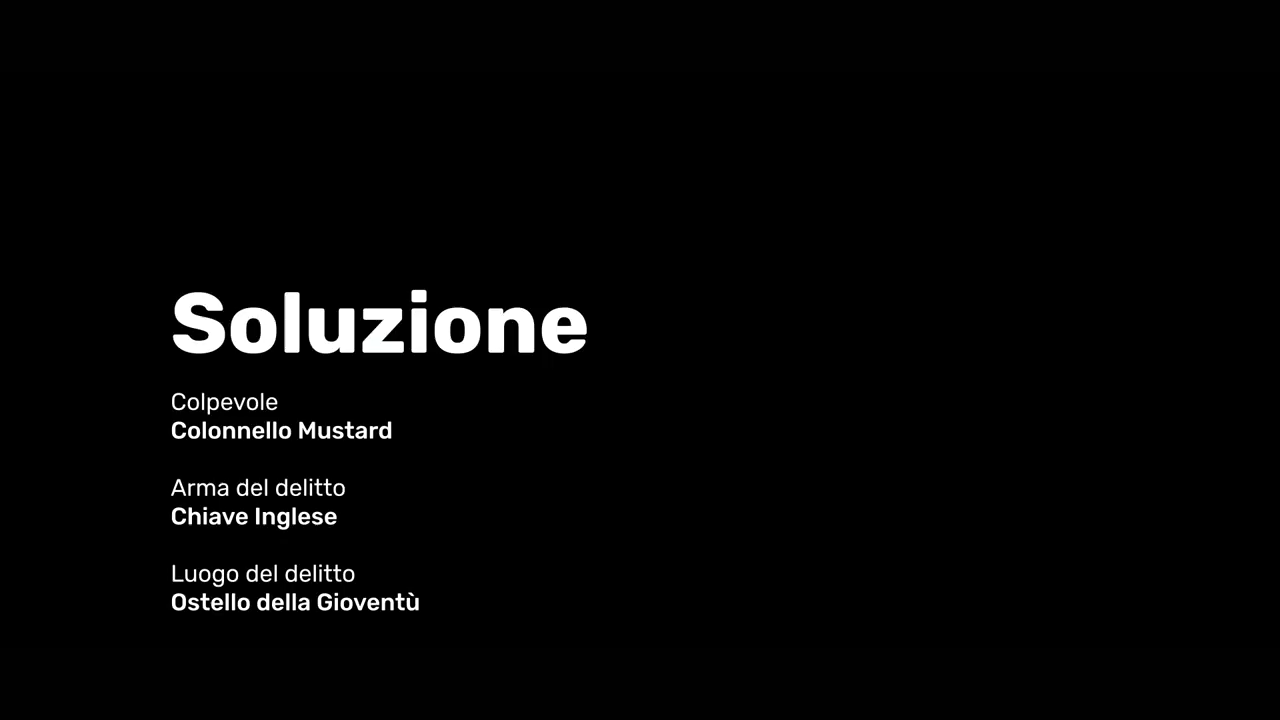 Soluzione
Colpevole
Colonnello Mustard
Arma del delitto
Chiave Inglese
Luogo del delitto
Ostello della Gioventù